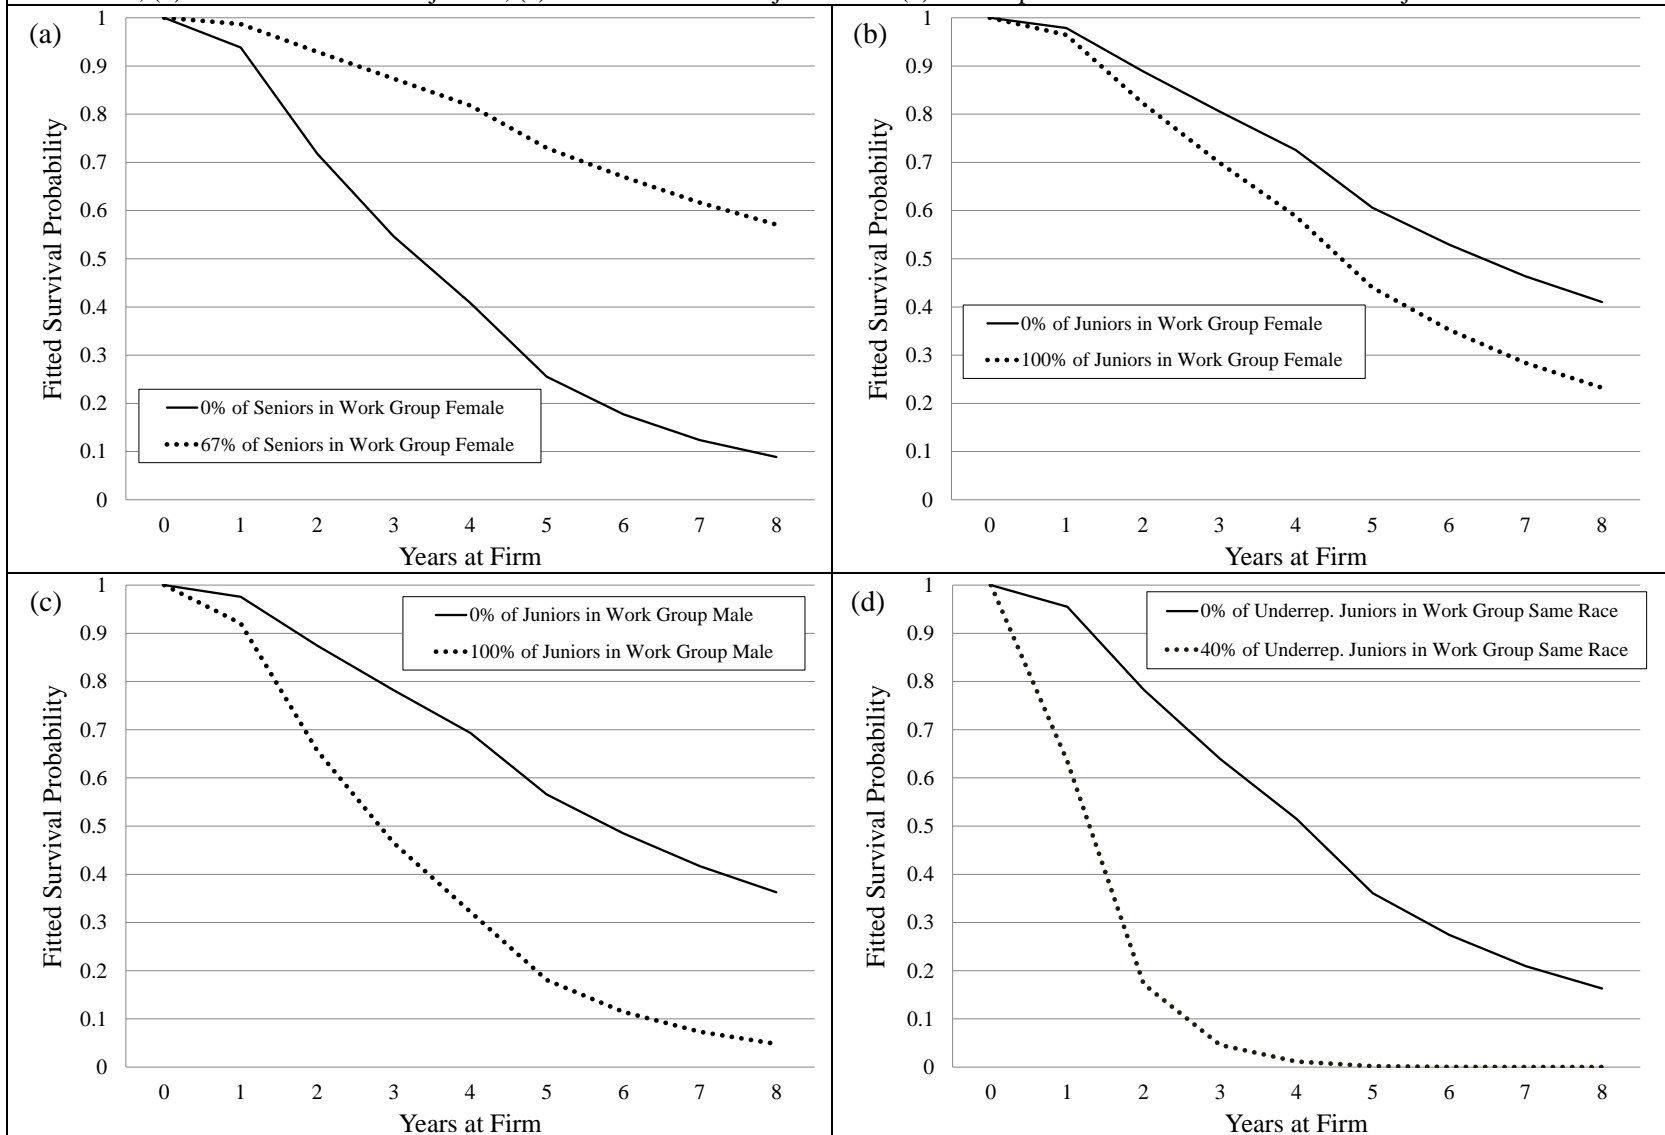 (a)
1
0.9
0.8
0.7
0.6
0.5
0.4
0.3
0.2
0.1
0
Fitted Survival Probability
0% of Seniors in Work Group Female
67% of Seniors in Work Group Female
0 1 2 3 4 5 6 7 8
Years at Firm
(b)
1
0.9
0.8
0.7
0.6
0.5
0.4
0.3
0.2
0.1
0
Fitted Survival Probability
0% of Juniors in Work Group Female
100% of Juniors in Work Group Female
0 1 2 3 4 5 6 7 8
Years at Firm
(c)
1
0.9
0.8
0.7
0.6
0.5
0.4
0.3
0.2
0.1
0
Fitted Survival Probability
0% of Juniors in Work Group Male
100% of Juniors in Work Group Male
0 1 2 3 4 5 6 7 8
Years at Firm
(d)
1
0.9
0.8
0.7
0.6
0.5
0.4
0.3
0.2
0.1
0
Fitted Survival Probability
0% of Underrep. Juniors in Work Group Same Race
40% of Underrep. Juniors in Work Group Same Race
0 1 2 3 4 5 6 7 8
Years at Firm